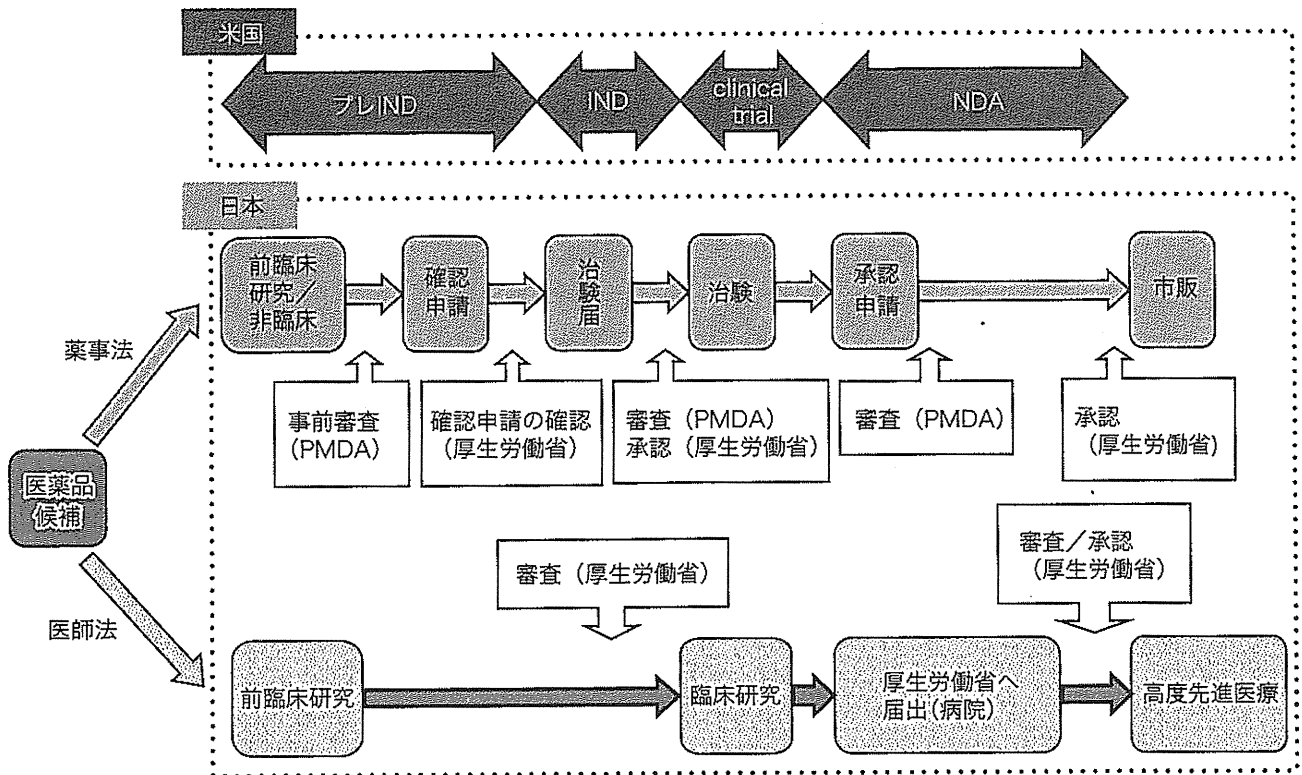 米国
プレIND
IND
clinical
trial
NDA
日本
前臨床
研究／
非臨床
確認
申請
治
験
届
治験
承認
申請
市販
薬事法
事前審査
(PMDA)
確認申請の確認
(厚生労働省)
審査（PMDA）
承認（厚生労働省）
審査（PMDA）
承認
（厚生労働省）
医薬品
候補
審査（厚生労働省）
審査／承認
（厚生労働省）
医師法
前臨床研究
臨床研究
厚生労働省へ
届出(病院)
高度先進医療